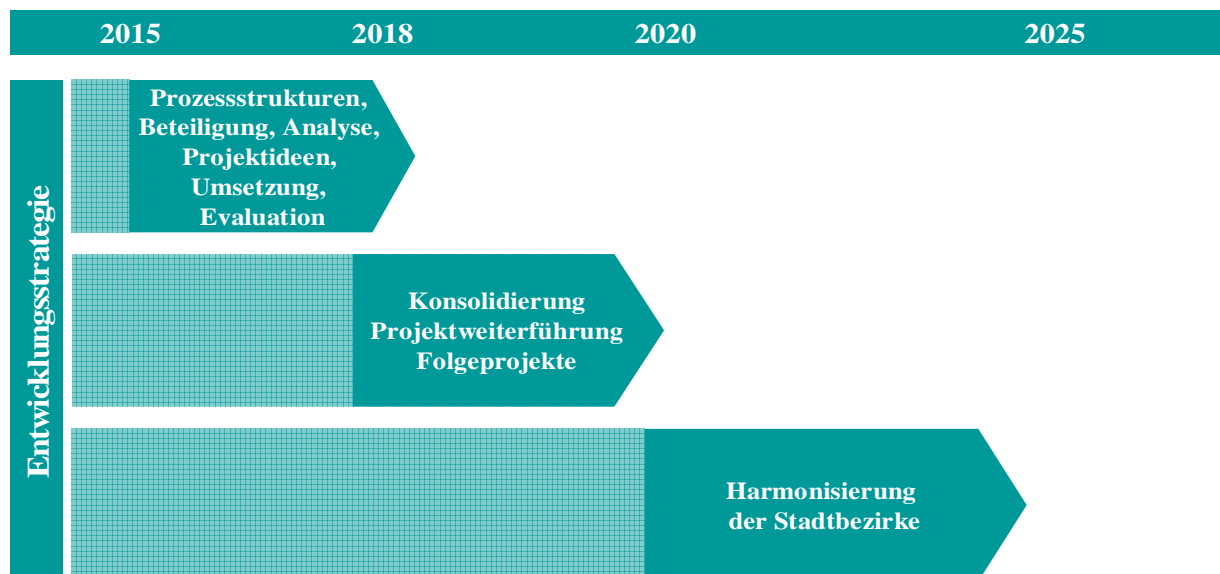 2015 2018 2020 2025
Entwicklungsstrategie
Prozessstrukturen,
Beteiligung, Analyse,
Projektideen,
Umsetzung,
Evaluation
Konsolidierung
Projektweiterführung
Folgeprojekte
Harmonisierung
der Stadtbezirke